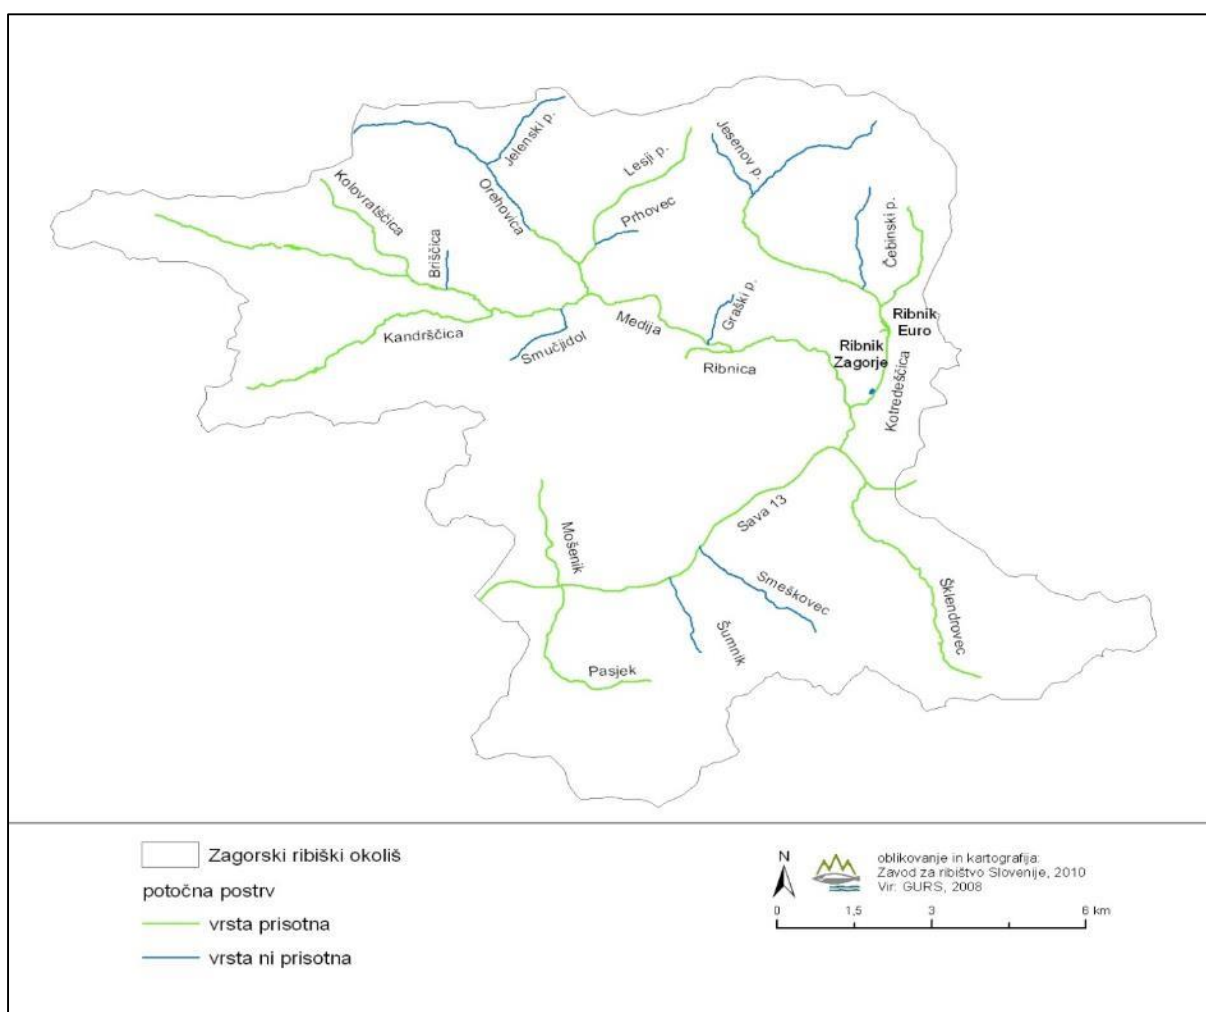 Jelenski p.
Jesenov p.
Lesji p.
Kolovratščica
Orehovica
Prhovec
Čebinski p.
Briščica
Graški p.
Medija
Kandrščica
Smučjidol
Ribnica
Ribnik
Euro
Ribnik
Zagorje
Kotredeščica
Sava 13
Mošenik
Smeškovec
Šklendrovec
Šumnik
Pasjek
Zagorski ribiški okoliš
potočna postrv
vrsta prisotna
vrsta ni prisotna
N
oblikovanje in kartografija:
Zavod za ribištvo Slovenije, 2010
Vir: GURS, 2008
0 1,5 3 6 km